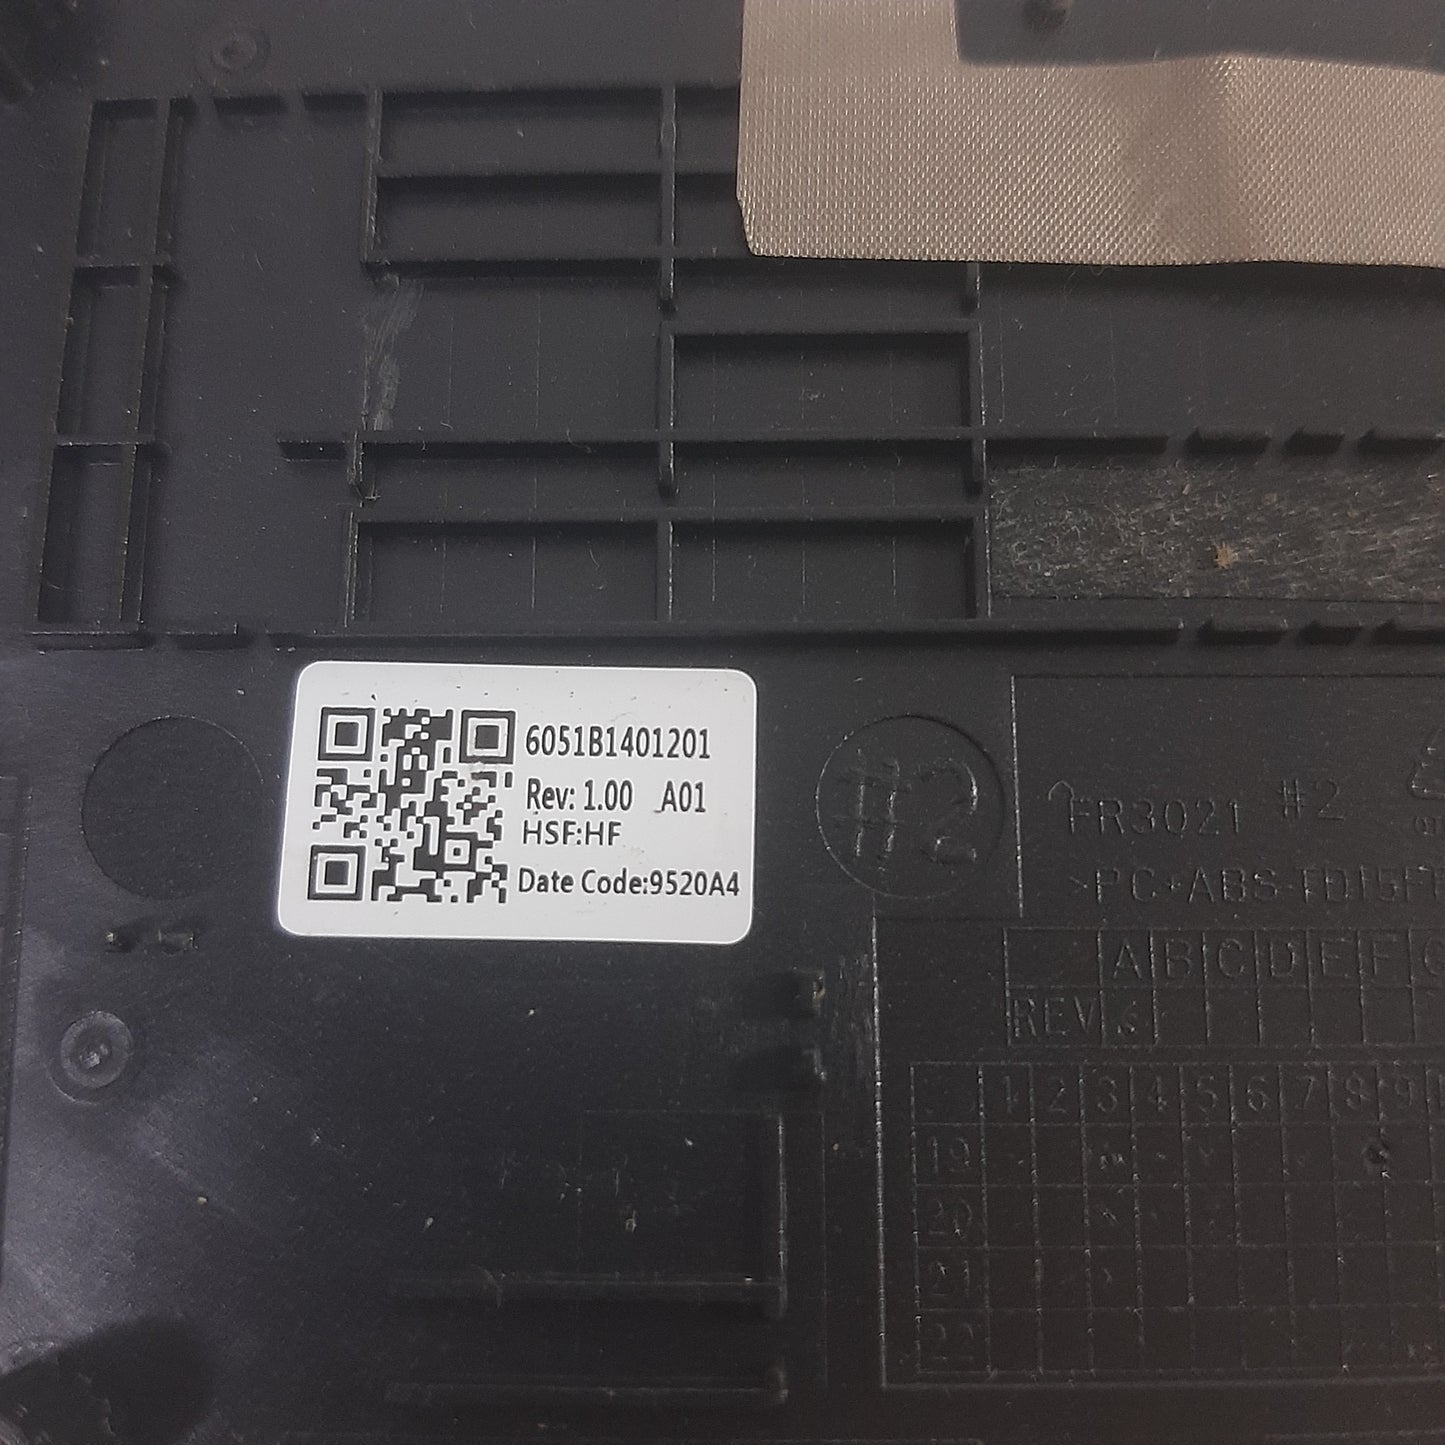 6051B1401201
Rev: 1.00 _A01
HSF:HF
Date Code:9520A4
#2
FR3021 #2
A B C D E F
REV
1 2 3 4 5 6 7 8 9
19
20
21
22